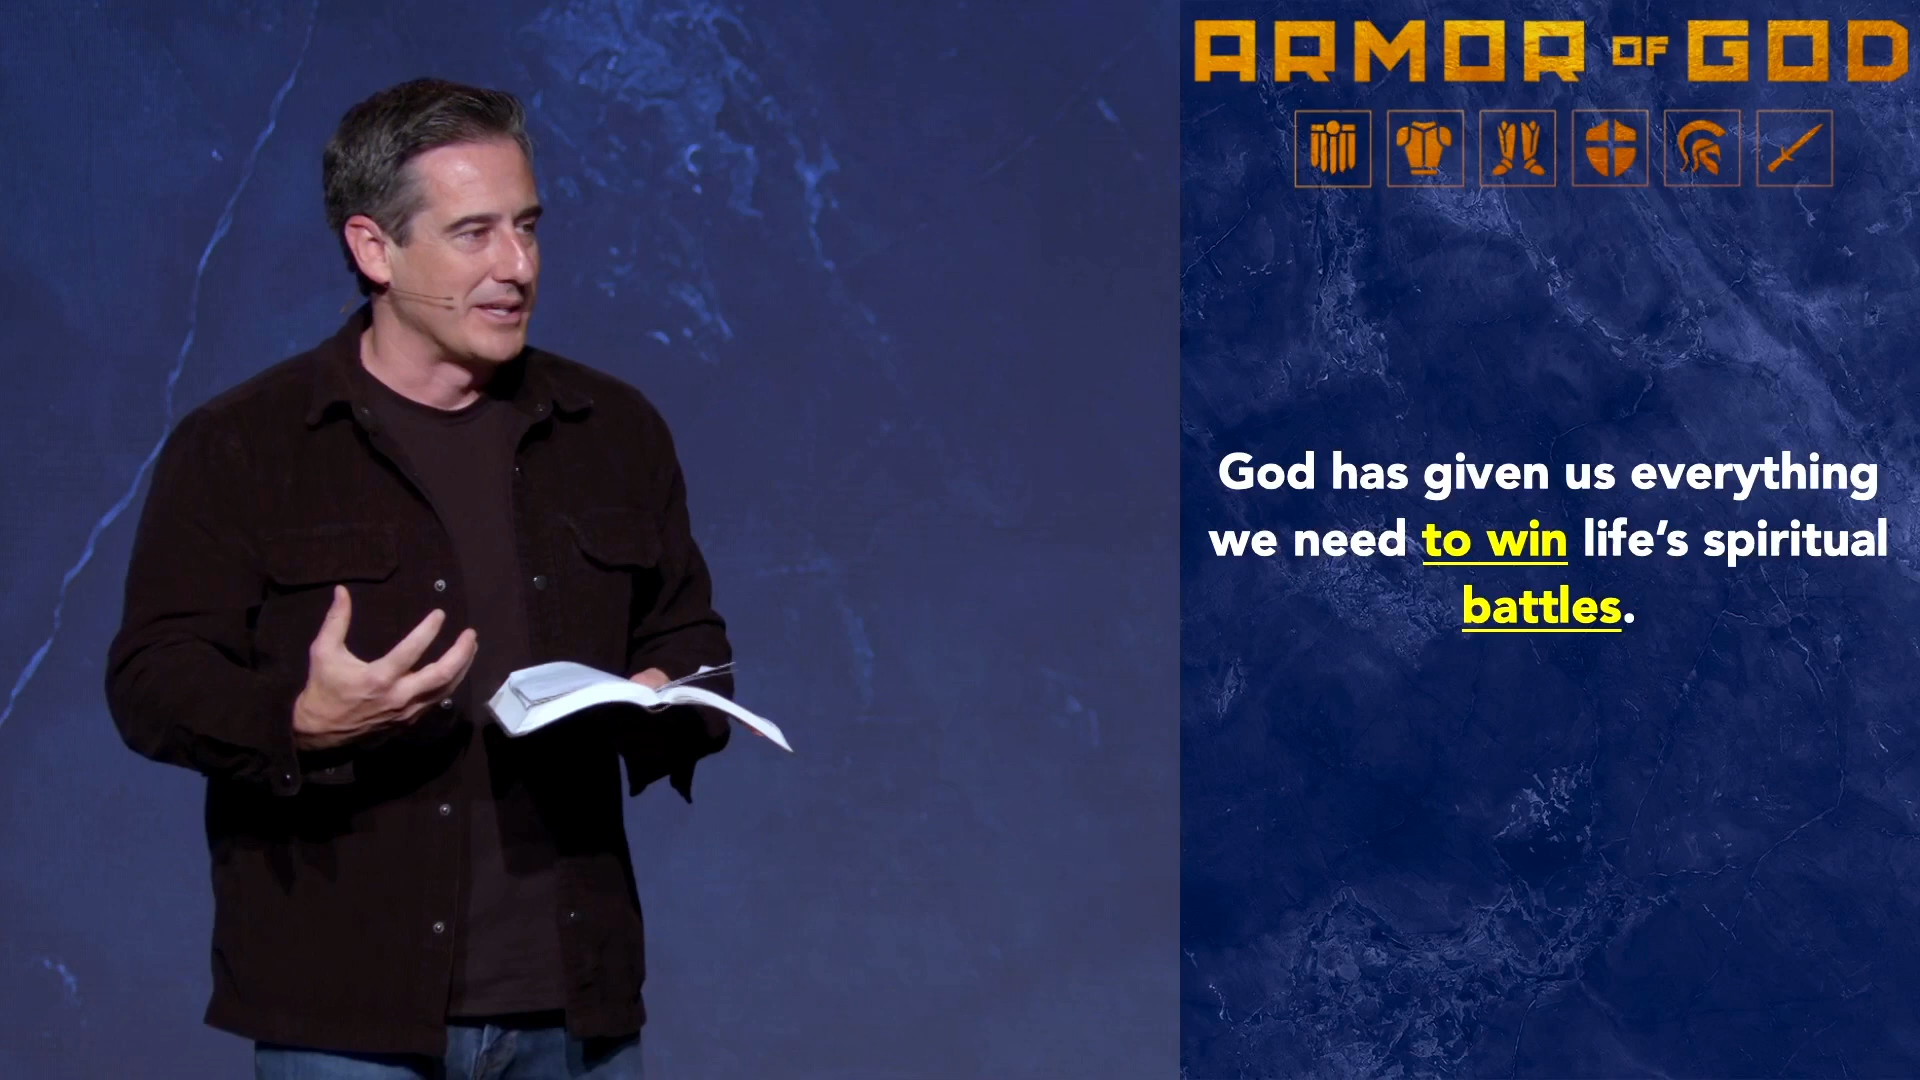 ARMOR OF GOD
God has given us everything
we need to win life’s spiritual
battles.